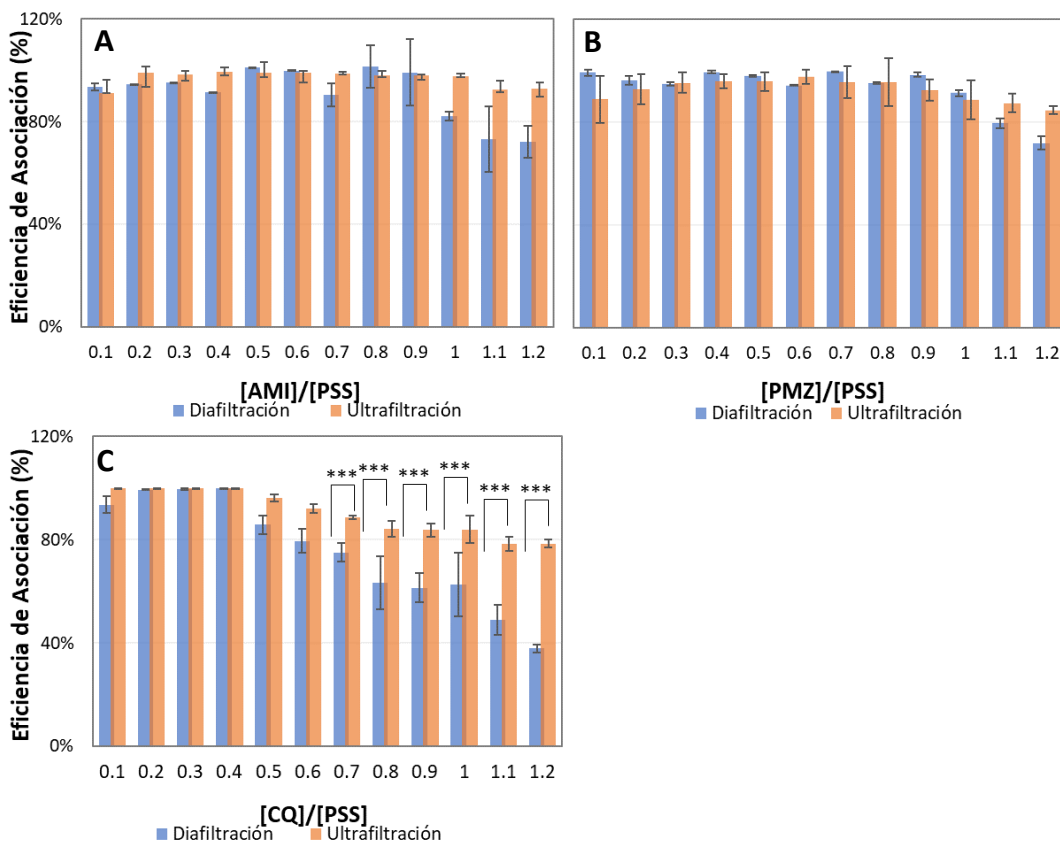 A
Eficiencia de Asociación (%)
120%
80%
40%
0%
0.1 0.2 0.3 0.4 0.5 0.6 0.7 0.8 0.9 1 1.1 1.2
[AMI]/[PSS]
Diafiltración Ultrafiltración
B
0.1 0.2 0.3 0.4 0.5 0.6 0.7 0.8 0.9 1 1.1 1.2
[PMZ]/[PSS]
Diafiltración Ultrafiltración
C
Eficiencia de Asociación (%)
120%
80%
40%
0%
*** *** *** *** *** ***
0.1 0.2 0.3 0.4 0.5 0.6 0.7 0.8 0.9 1 1.1 1.2
[CQ]/[PSS]
Diafiltración Ultrafiltración